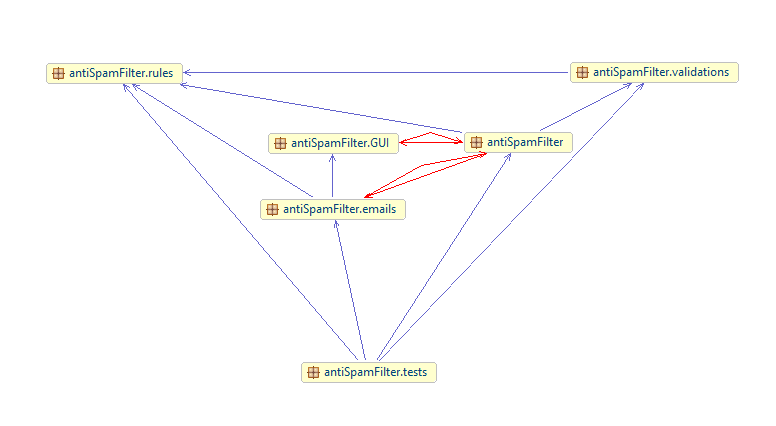 antiSpamFilter.rules
antiSpamFilter.validations
antiSpamFilter.GUI
antiSpamFilter
antiSpamFilter.emails
antiSpamFilter.tests